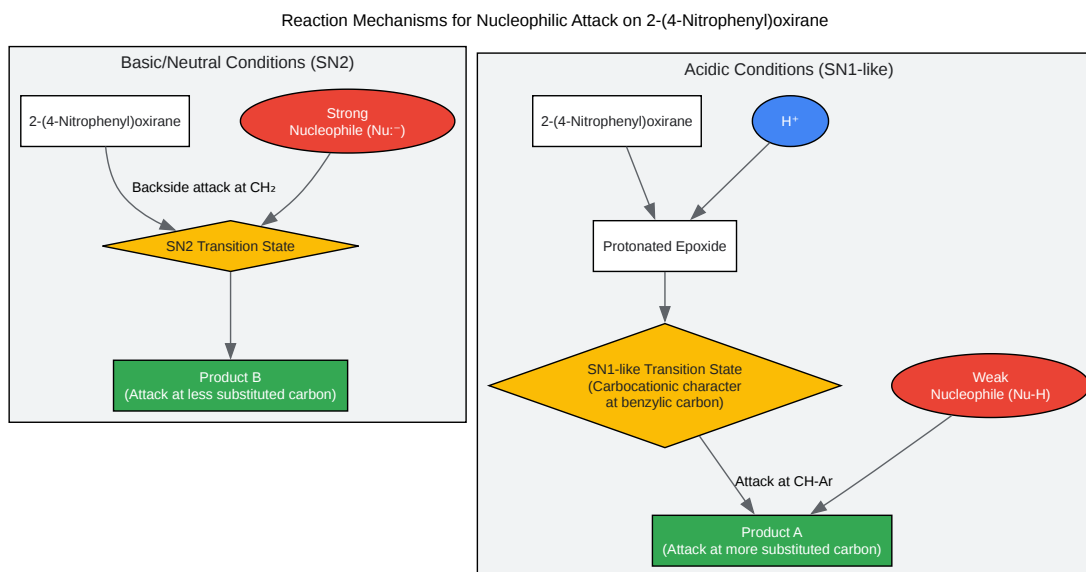 Reaction Mechanisms for Nucleophilic Attack on 2-(4-Nitrophenyl)oxirane
Basic/Neutral Conditions (SN2)
2-(4-Nitrophenyl)oxirane
Strong
Nucleophile (Nu:⁻)
Backside attack at CH₂
SN2 Transition State
Product B
(Attack at less substituted carbon)
Acidic Conditions (SN1-like)
2-(4-Nitrophenyl)oxirane
H⁺
Protonated Epoxide
SN1-like Transition State
(Carbocationic character
at benzylic carbon)
Weak
Nucleophile (Nu-H)
Attack at CH-Ar
Product A
(Attack at more substituted carbon)